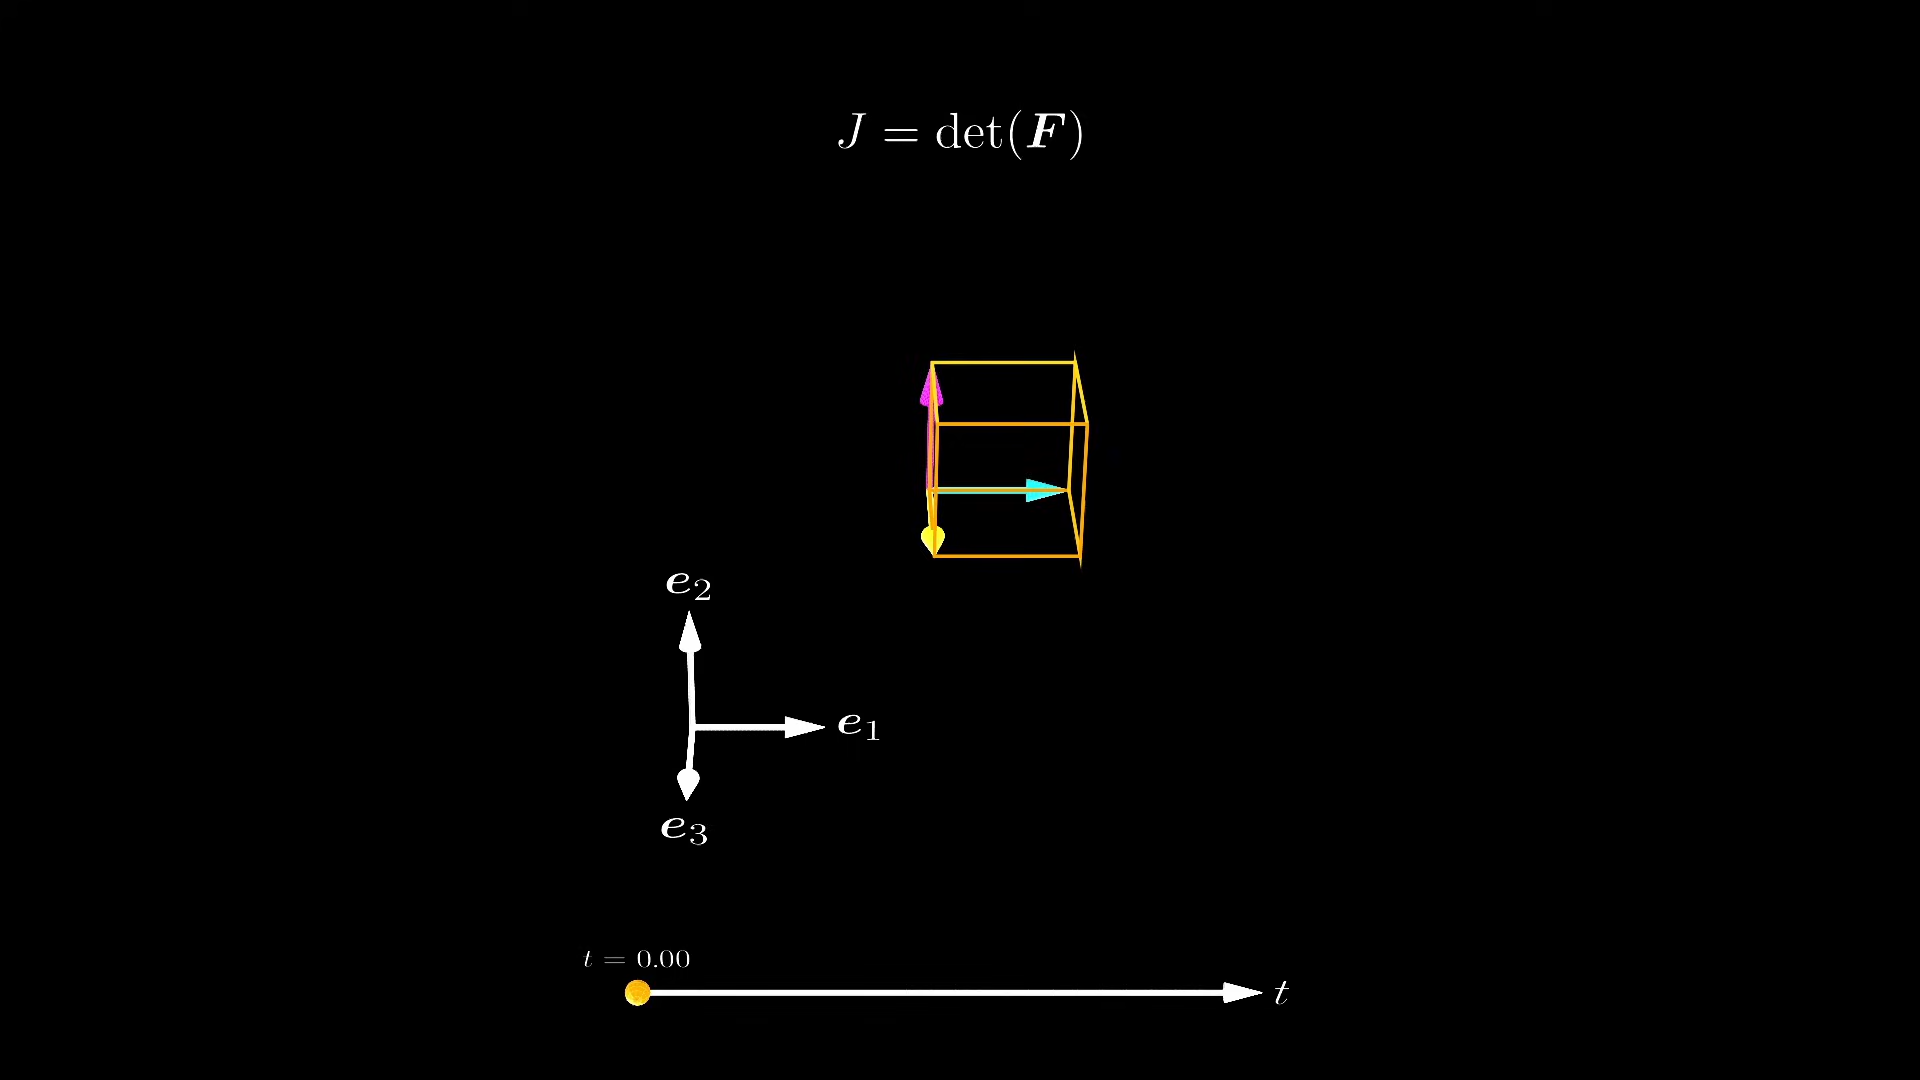 J = det(F)
e₂
e₁
e₃
t = 0.00
t